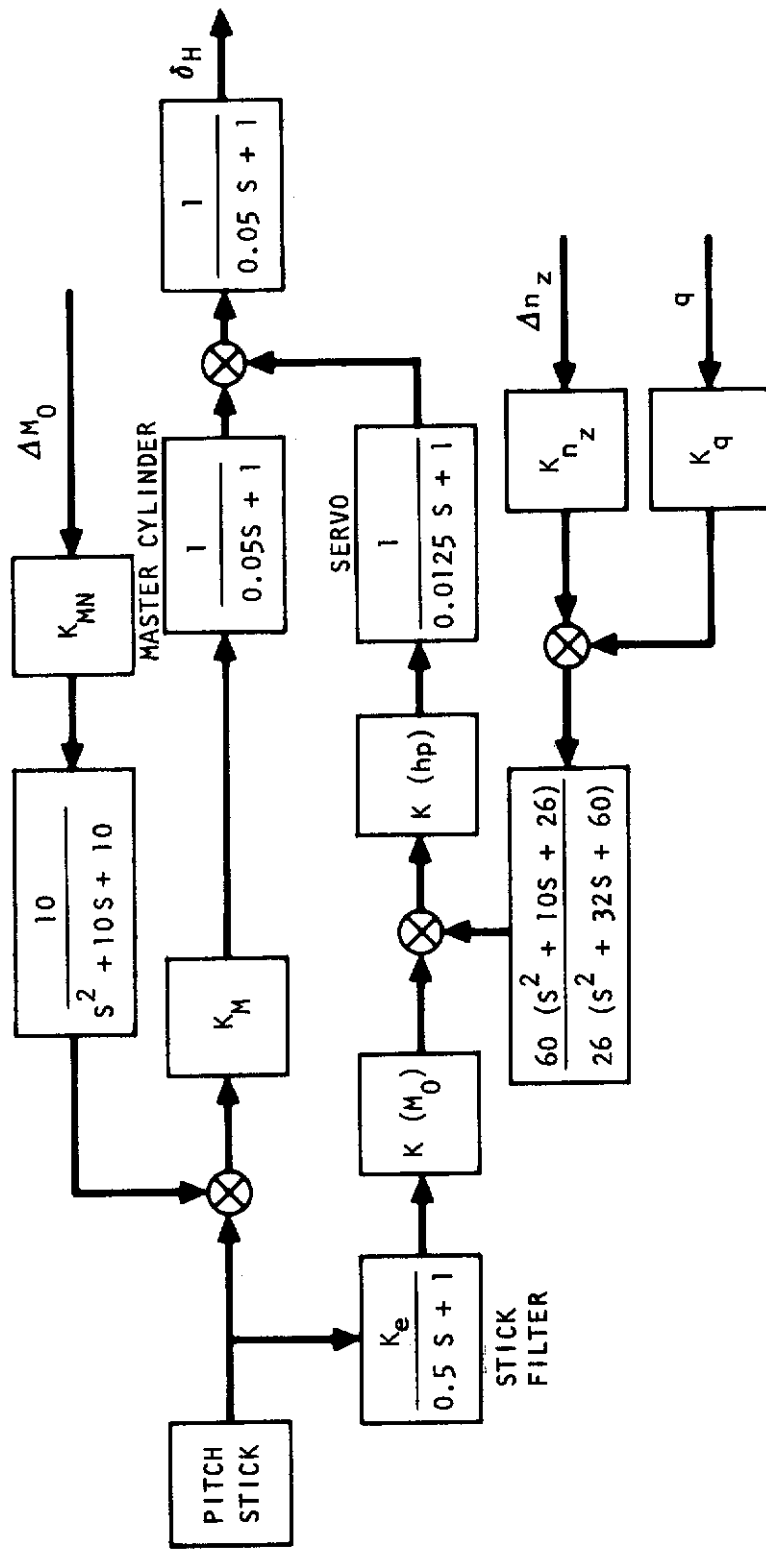 ΔM0
KMN
10
S² + 10S + 10
MASTER CYLINDER
PITCH
STICK
KM
1
0.05S + 1
1
0.05 S + 1
δH
Ke
0.5 S + 1
STICK
FILTER
K (M0)
K (hp)
SERVO
1
0.0125 S + 1
60 (S² + 10S + 26)
26 (S² + 32S + 60)
Knz
Δnz
Kq
q